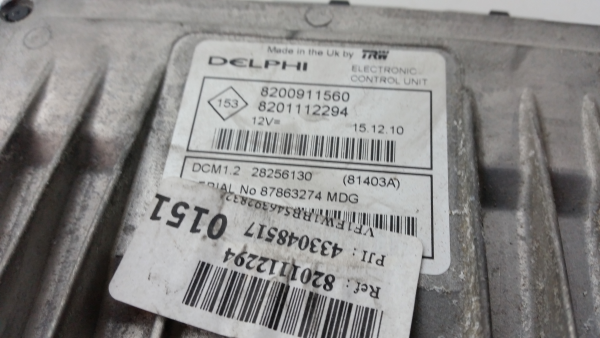 Made in the Uk by TRW
DELPHI
ELECTRONIC
CONTROL UNIT
153
8200911560
8201112294
12V=
15.12.10
DCM1.2 28256130 (81403A)
SERIAL No 87863274 MDG
0151
PJI : 433048517
Ref : 8201112294